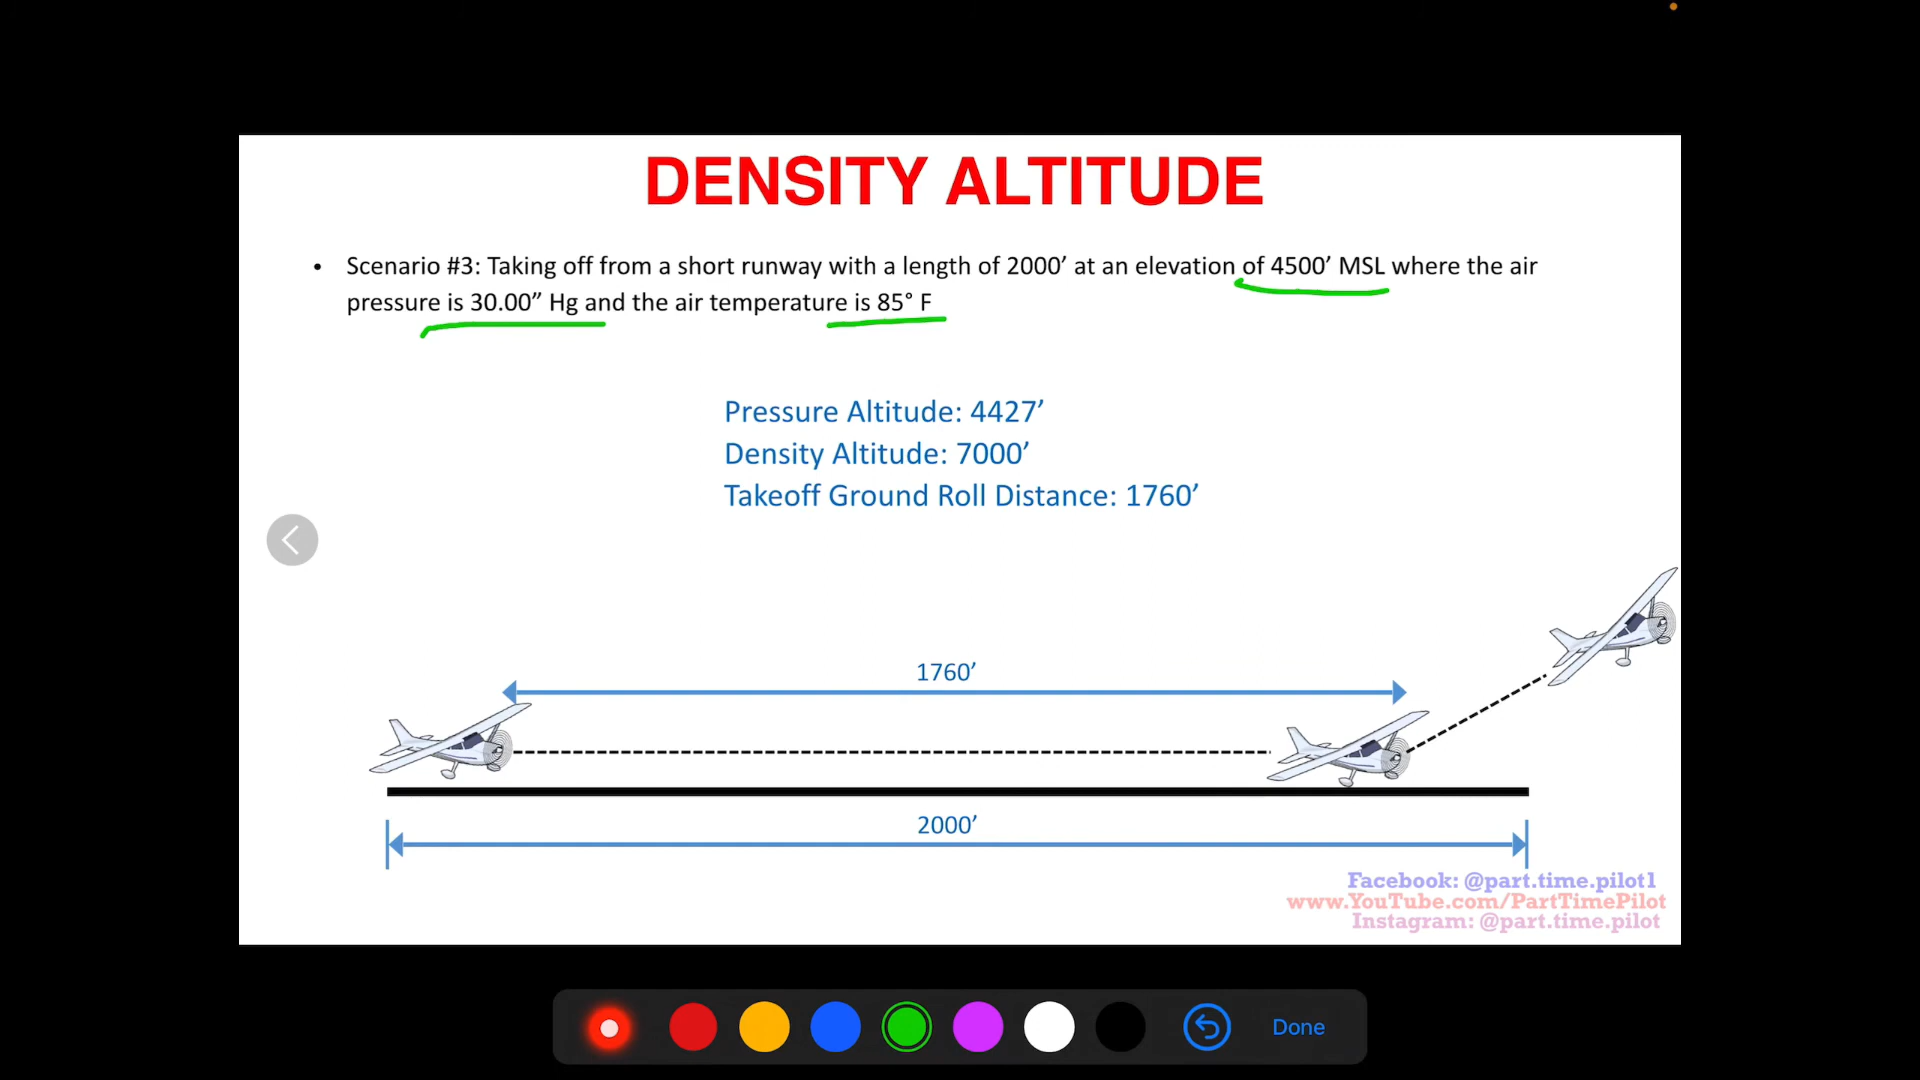 DENSITY ALTITUDE
• Scenario #3: Taking off from a short runway with a length of 2000’ at an elevation of 4500’ MSL where the air
pressure is 30.00” Hg and the air temperature is 85° F
Pressure Altitude: 4427’
Density Altitude: 7000’
Takeoff Ground Roll Distance: 1760’
1760’
2000’
Facebook: @part.time.pilot1
www.YouTube.com/PartTimePilot
Instagram: @part.time.pilot
Done